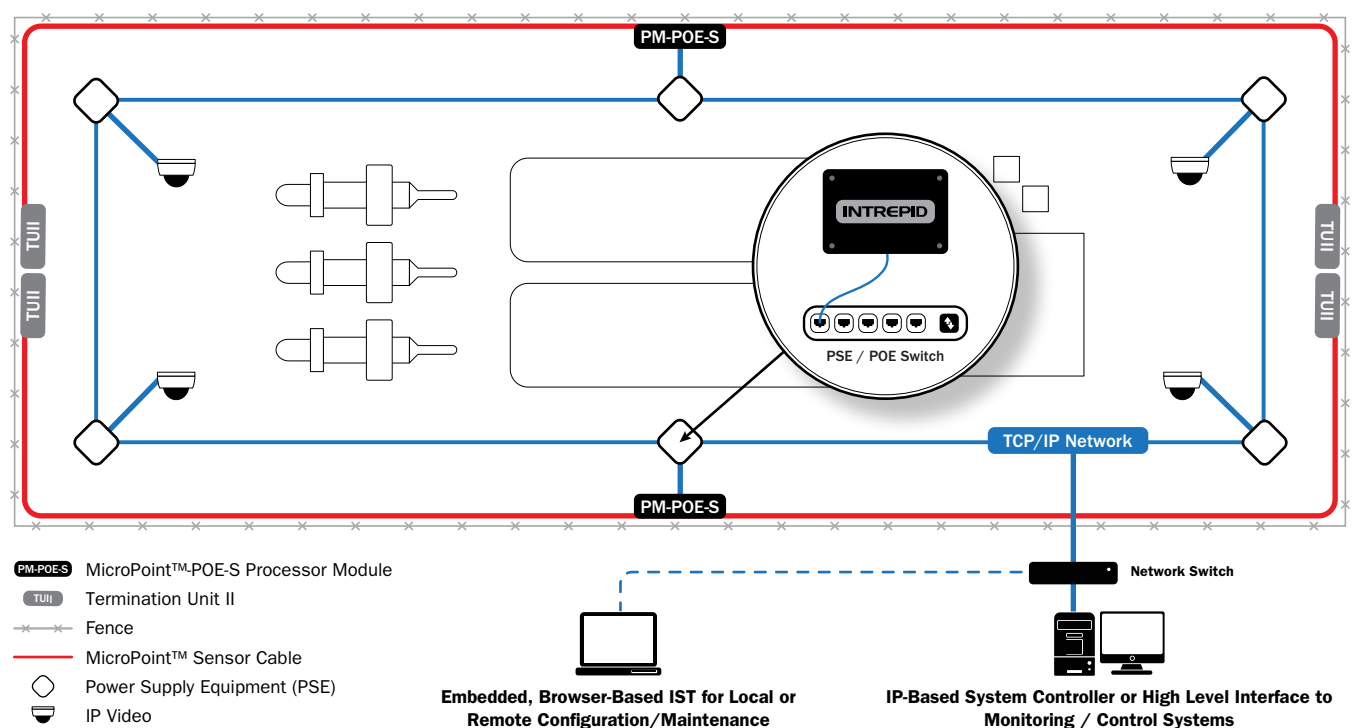 PM-POE-S
INTREPID
TUII
TUII
TUII
TUII
PSE / POE Switch
TCP/IP Network
PM-POE-S
PM-POE-S MicroPoint™-POE-S Processor Module
TUII Termination Unit II
Fence
MicroPoint™ Sensor Cable
Power Supply Equipment (PSE)
IP Video
Network Switch
Embedded, Browser-Based IST for Local or
Remote Configuration/Maintenance
IP-Based System Controller or High Level Interface to
Monitoring / Control Systems